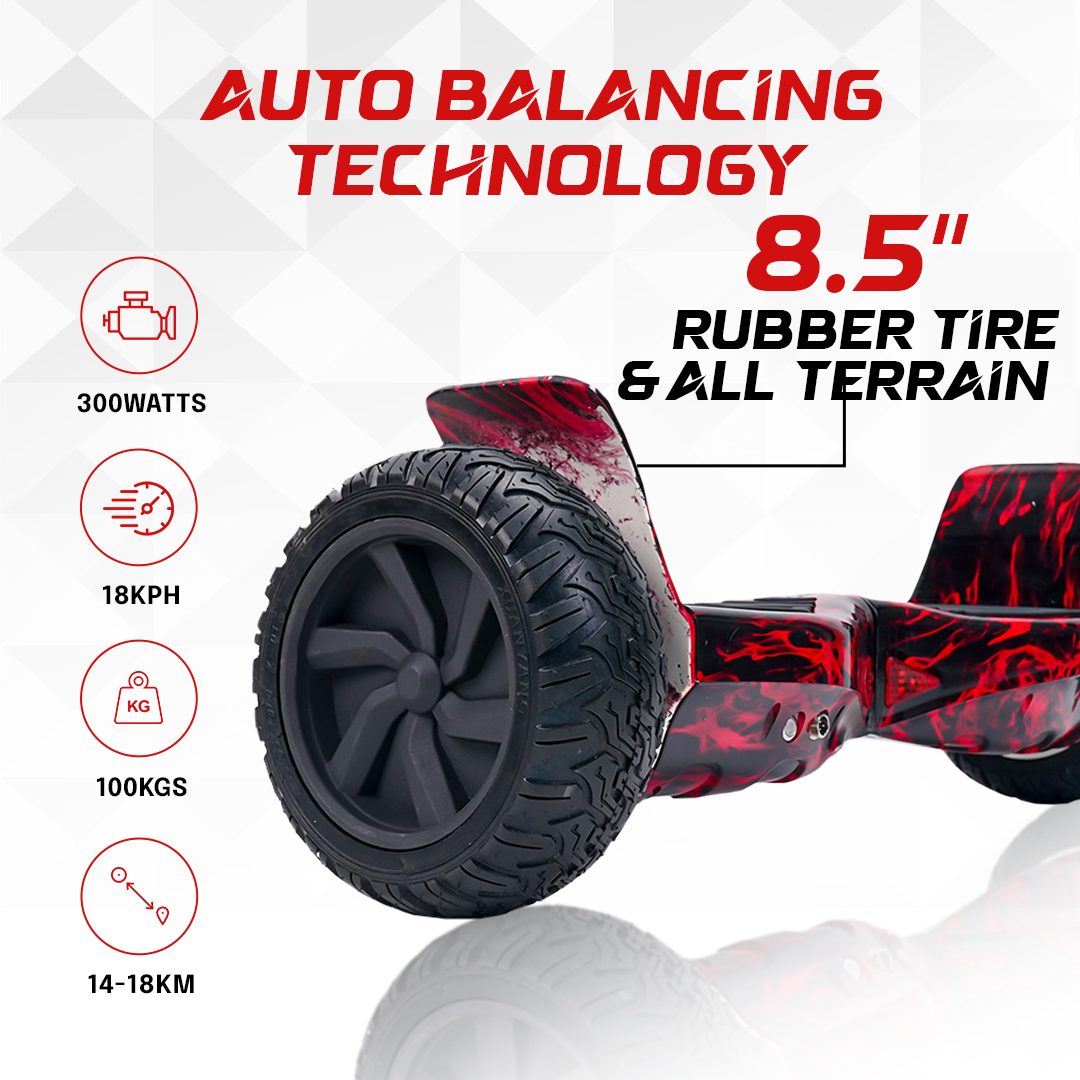 AUTO BALANCING
TECHNOLOGY
8.5"
RUBBER TIRE
& ALL TERRAIN
300WATTS
18KPH
KG
100KGS
14-18KM